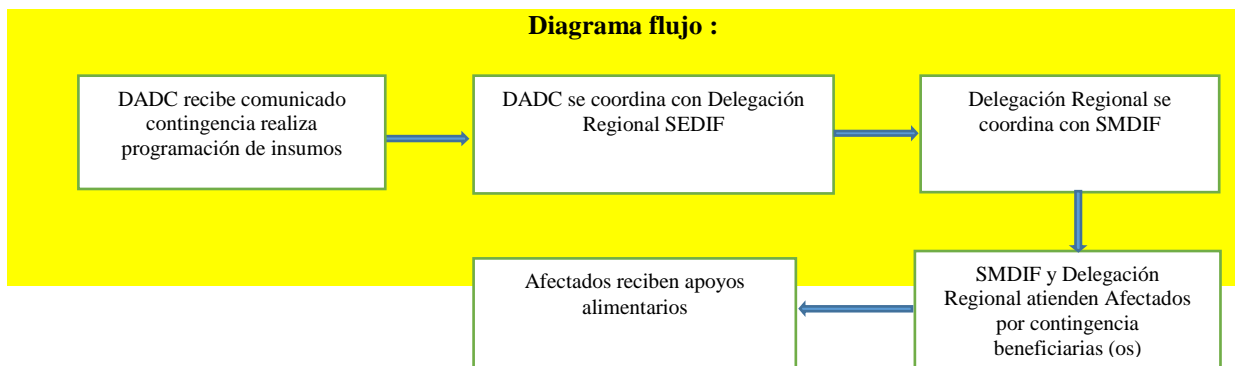 Diagrama flujo :
DADC recibe comunicado
contingencia realiza
programación de insumos
DADC se coordina con Delegación
Regional SEDIF
Delegación Regional se
coordina con SMDIF
SMDIF y Delegación
Regional atienden Afectados
por contingencia
beneficiarias (os)
Afectados reciben apoyos
alimentarios